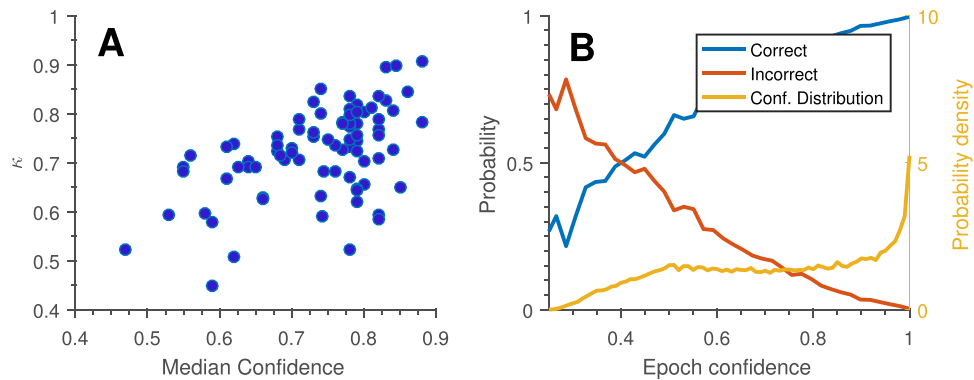 A
1
0.9
0.8
0.7
0.6
0.5
0.4
κ
0.4
0.5
0.6
0.7
0.8
0.9
Median Confidence
B
1
0.5
0
Probability
Correct
Incorrect
Conf. Distribution
10
5
0
Probability density
0.4
0.6
0.8
1
Epoch confidence